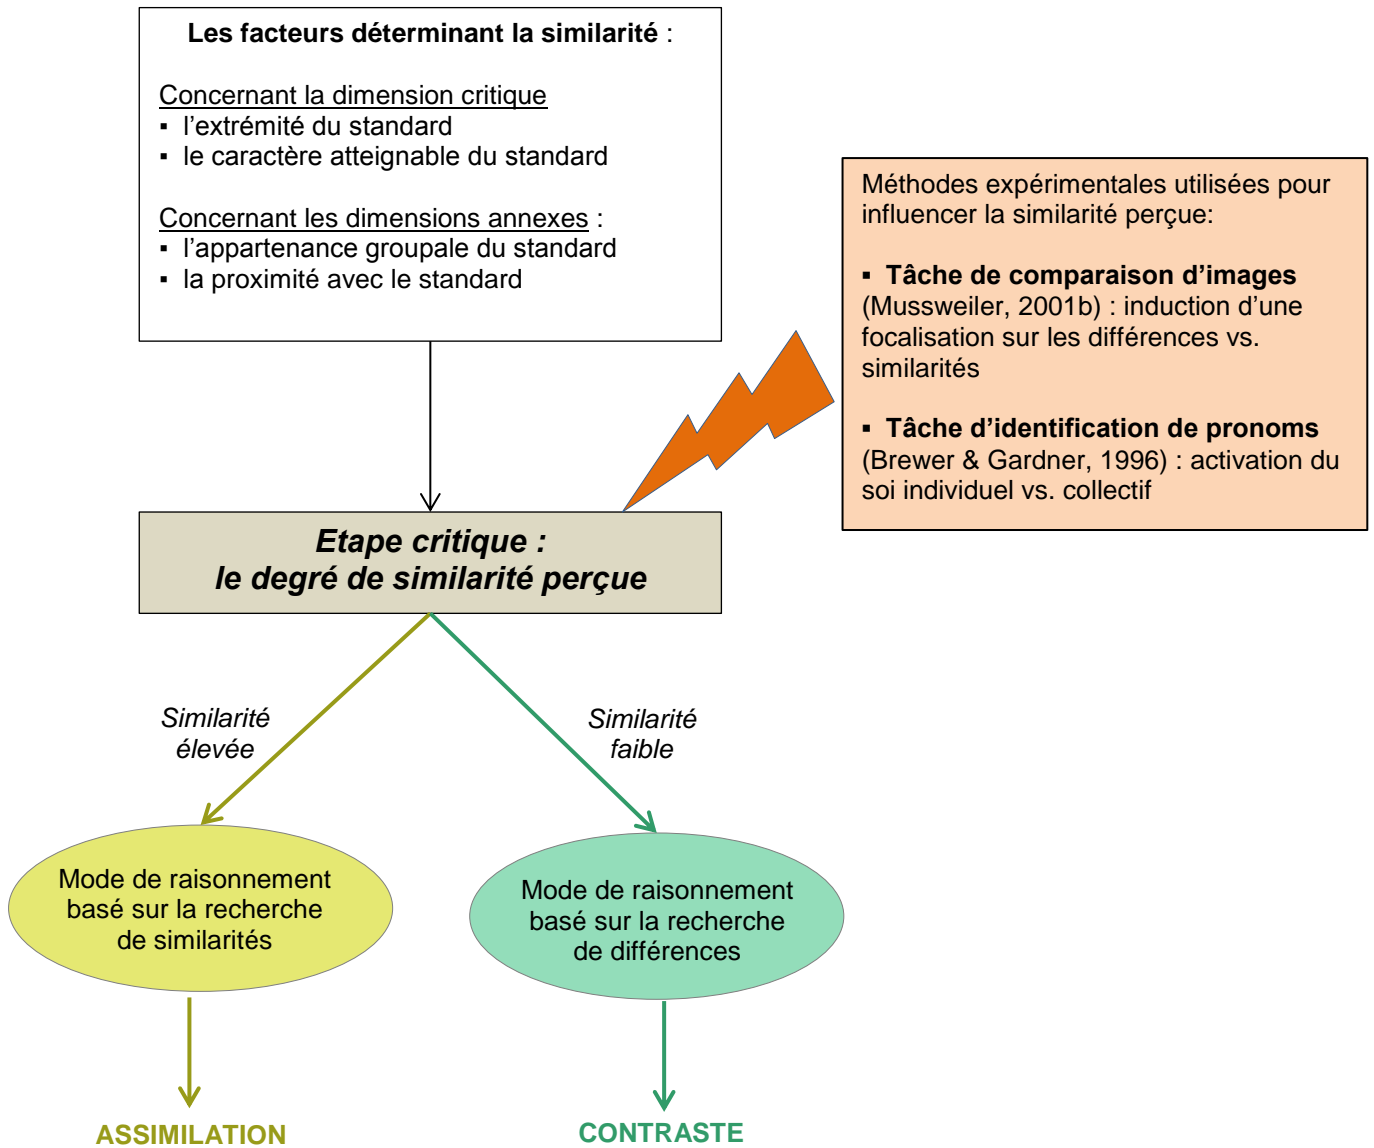 Les facteurs déterminant la similarité :
Concernant la dimension critique
▪ l’extrémité du standard
▪ le caractère atteignable du standard
Concernant les dimensions annexes :
▪ l’appartenance groupale du standard
▪ la proximité avec le standard
Méthodes expérimentales utilisées pour
influencer la similarité perçue:
▪ Tâche de comparaison d’images
(Mussweiler, 2001b) : induction d’une
focalisation sur les différences vs.
similarités
▪ Tâche d’identification de pronoms
(Brewer & Gardner, 1996) : activation du
soi individuel vs. collectif
Etape critique :
le degré de similarité perçue
Similarité
élevée
Similarité
faible
Mode de raisonnement
basé sur la recherche
de similarités
Mode de raisonnement
basé sur la recherche
de différences
ASSIMILATION
CONTRASTE